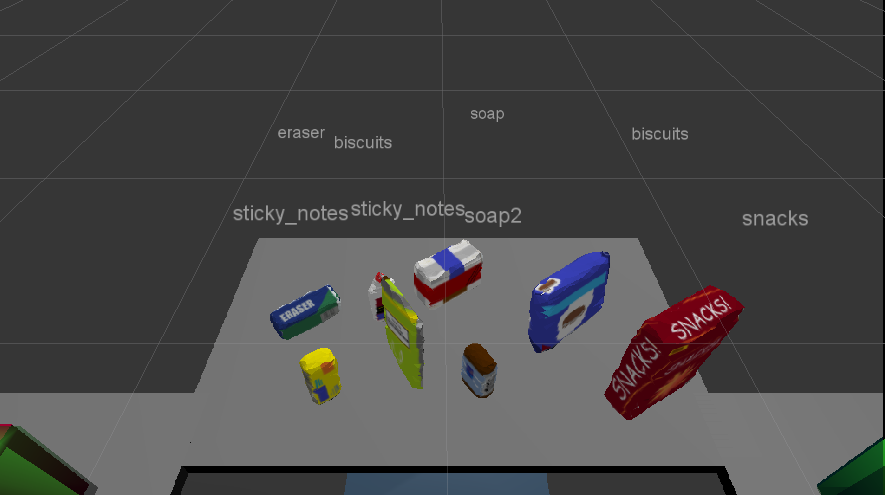 soap
eraser
biscuits
biscuits
sticky_notes
sticky_notes
soap2
snacks
ERASER
SNACKS!
SNACKS!